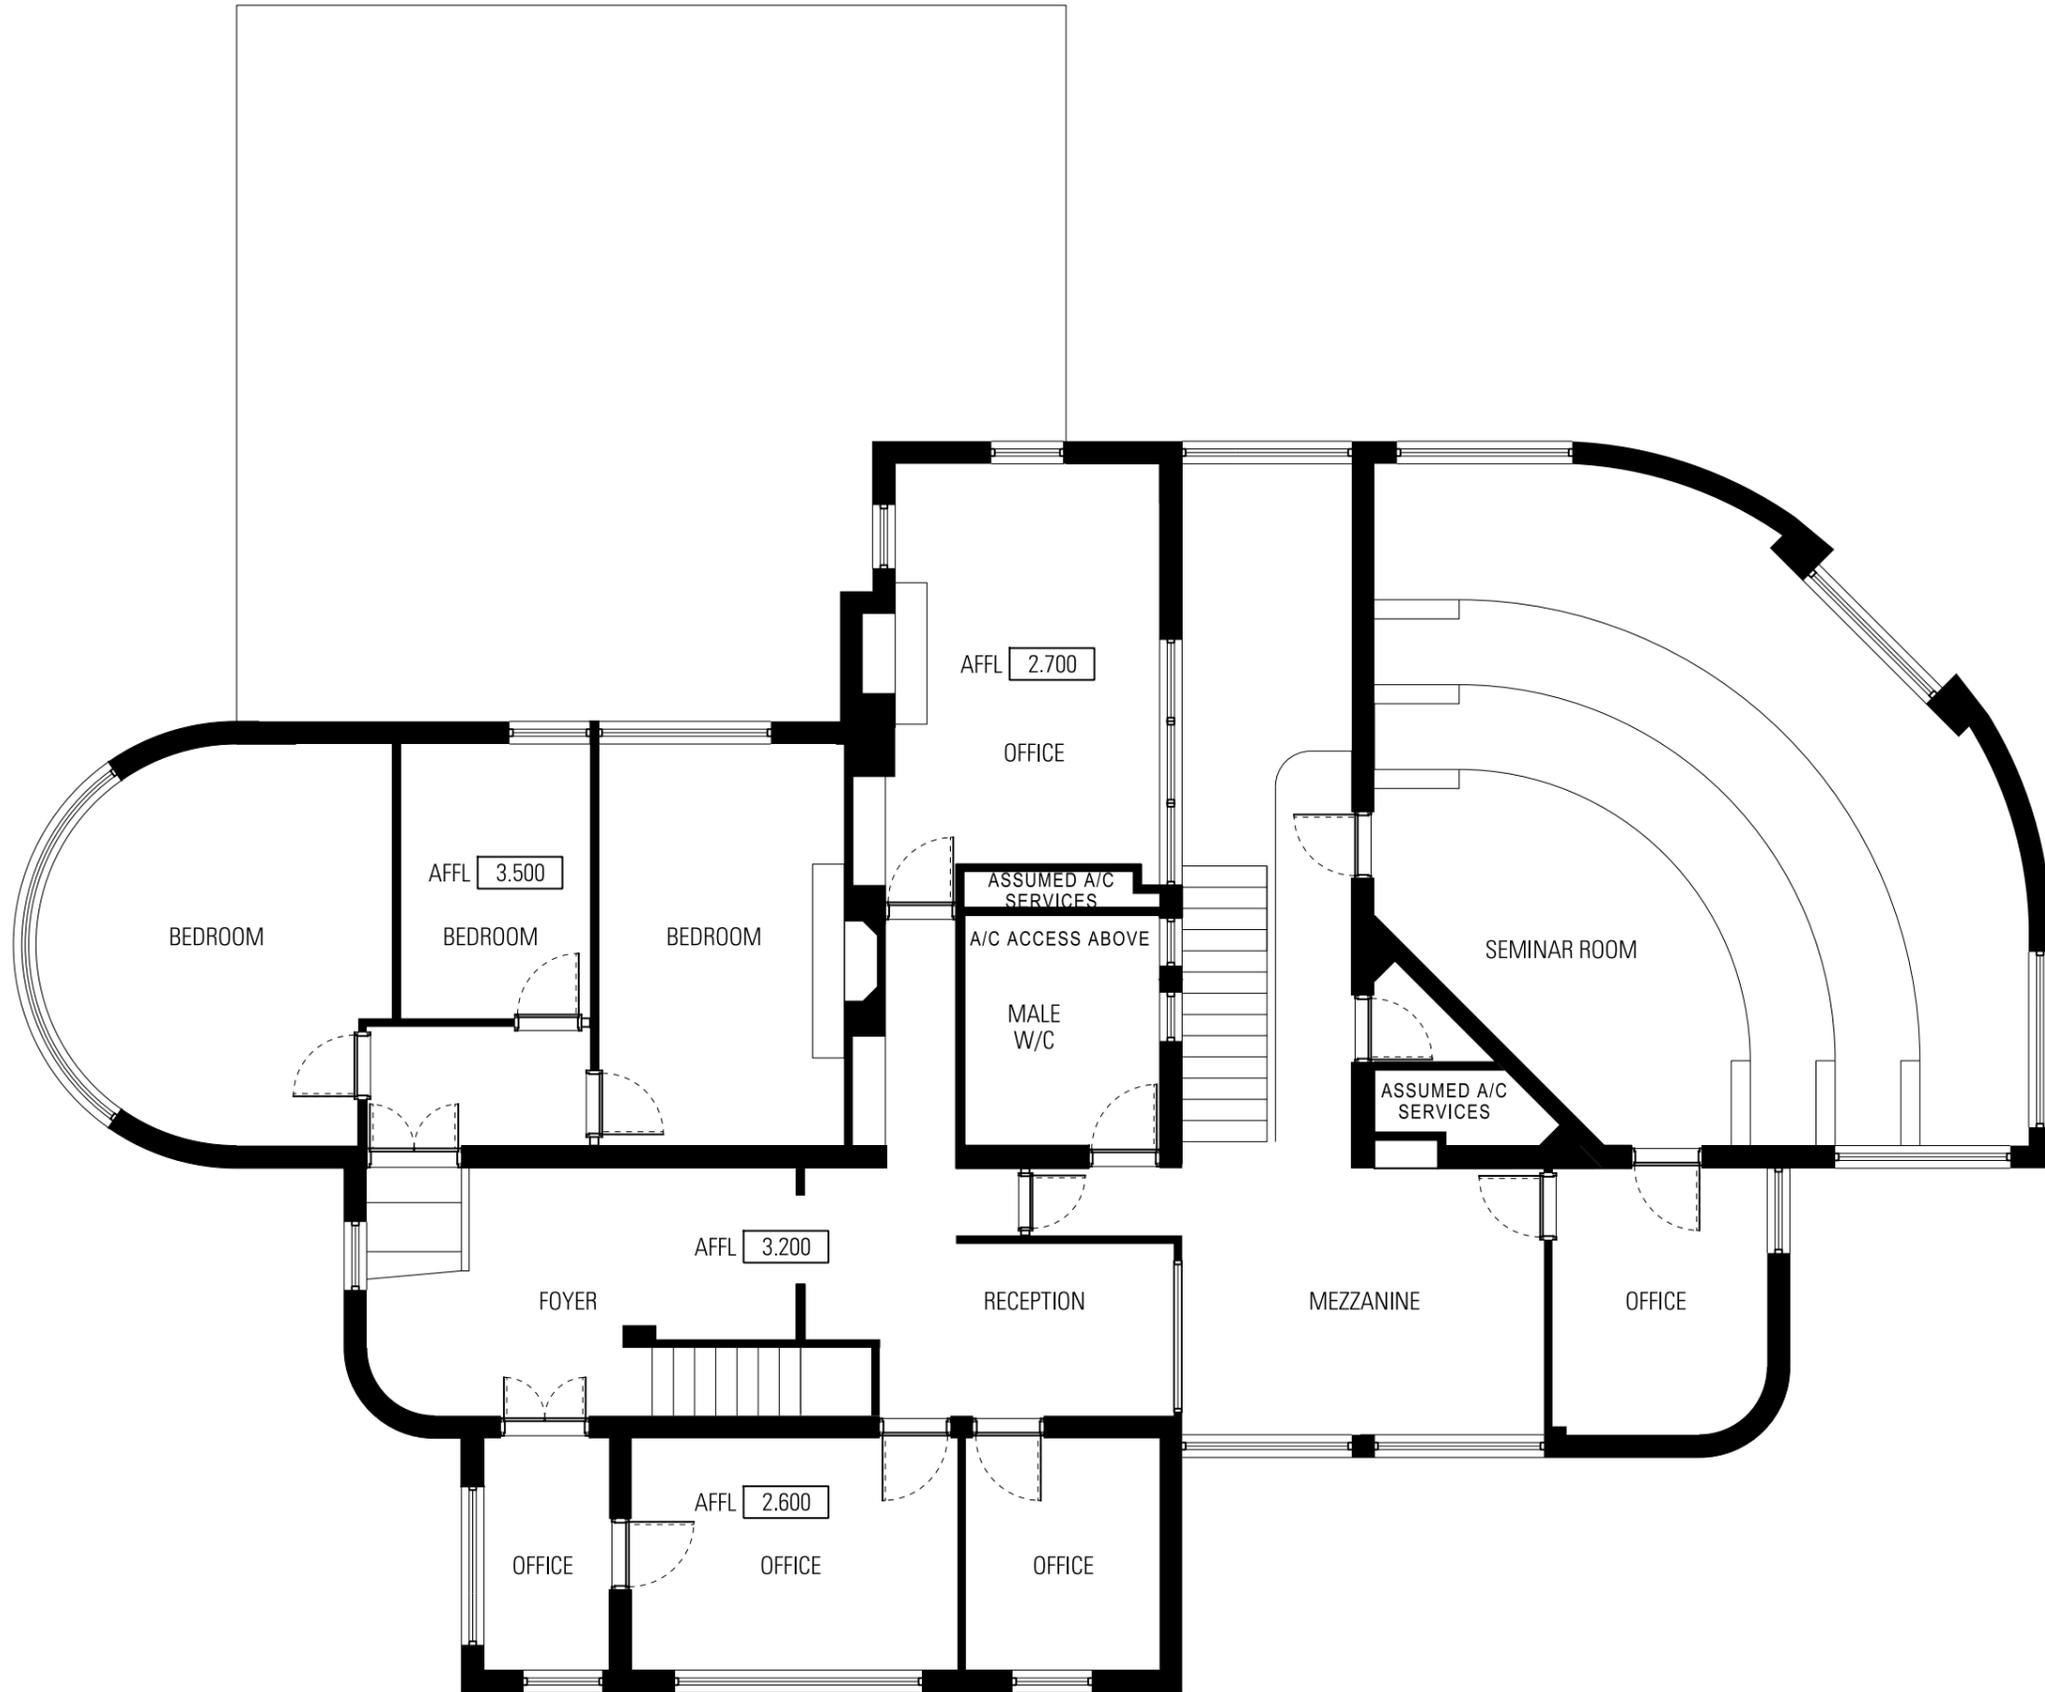 AFFL 2.700
OFFICE
AFFL 3.500
ASSUMED A/C
SERVICES
BEDROOM
BEDROOM
BEDROOM
A/C ACCESS ABOVE
SEMINAR ROOM
MALE
W/C
ASSUMED A/C
SERVICES
AFFL 3.200
FOYER
RECEPTION
MEZZANINE
OFFICE
AFFL 2.600
OFFICE
OFFICE
OFFICE